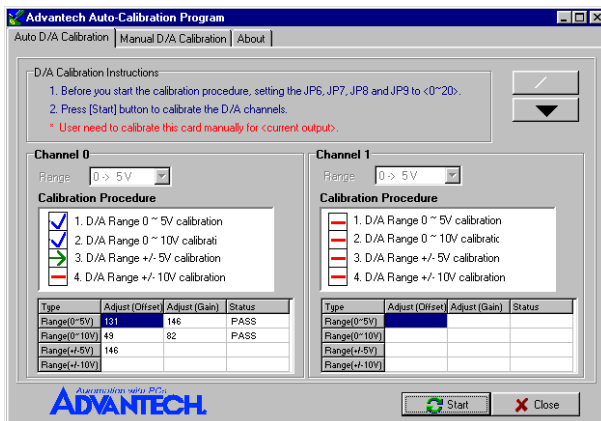 Advantech Auto-Calibration Program
Auto D/A Calibration Manual D/A Calibration About
D/A Calibration Instructions
1. Before you start the calibration procedure, setting the JP6, JP7, JP8 and JP9 to <0~20>.
2. Press [Start] button to calibrate the D/A channels.
* User need to calibrate this card manually for <current output>.
Channel 0
Range 0 -> 5V
Calibration Procedure
1. D/A Range 0 ~ 5V calibration
2. D/A Range 0 ~ 10V calibrati
3. D/A Range +/- 5V calibration
4. D/A Range +/- 10V calibration
Type Adjust (Offset) Adjust (Gain) Status
Range(0~5V) 131 146 PASS
Range(0~10V) 49 82 PASS
Range(+/-5V) 146
Range(+/-10V)
Channel 1
Range 0 -> 5V
Calibration Procedure
1. D/A Range 0 ~ 5V calibration
2. D/A Range 0 ~ 10V calibratic
3. D/A Range +/- 5V calibration
4. D/A Range +/- 10V calibration
Type Adjust (Offset) Adjust (Gain) Status
Range(0~5V)
Range(0~10V)
Range(+/-5V)
Range(+/-10V)
Automation with PCs
ADVANTECH.
Start Close